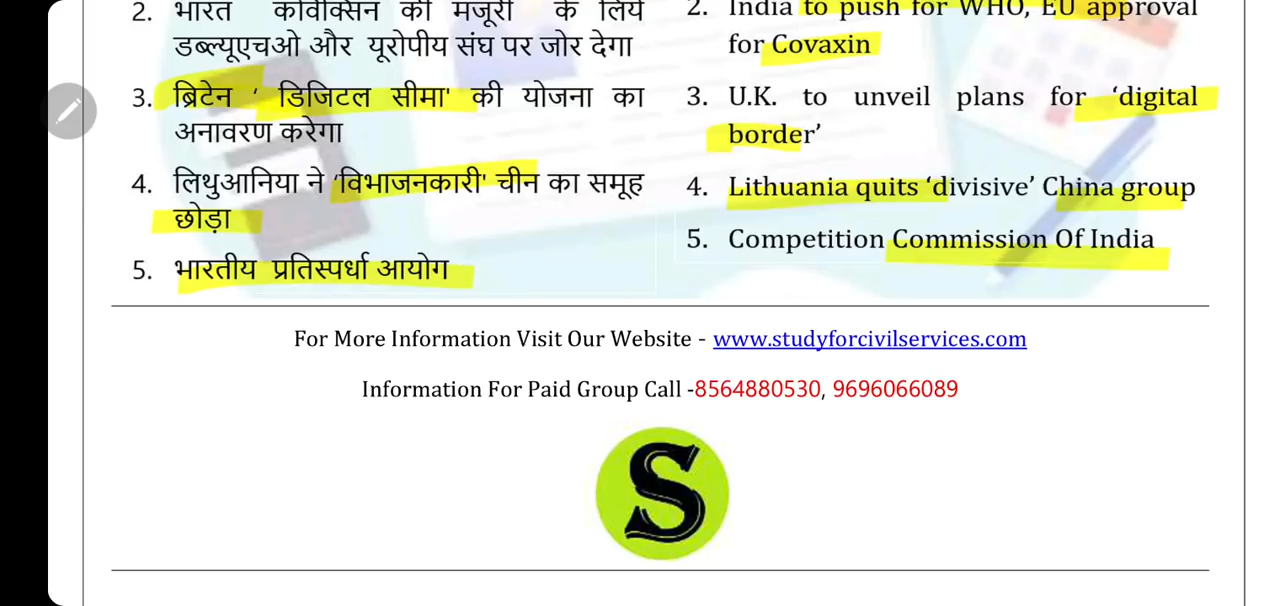 2. भारत कोवॉक्सिन की मंजूरी के लिये
डब्ल्यूएचओ और यूरोपीय संघ पर जोर देगा
3. ब्रिटेन ' डिजिटल सीमा' की योजना का
अनावरण करेगा
4. लिथुआनिया ने 'विभाजनकारी' चीन का समूह
छोड़ा
5. भारतीय प्रतिस्पर्धा आयोग
2. India to push for WHO, EU approval
for Covaxin
3. U.K. to unveil plans for ‘digital
border’
4. Lithuania quits ‘divisive’ China group
5. Competition Commission Of India
For More Information Visit Our Website - www.studyforcivilservices.com
Information For Paid Group Call -8564880530, 9696066089
S